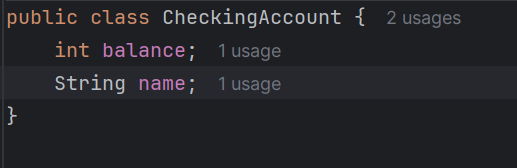 public class CheckingAccount {  2 usages
    int balance;  1 usage
    String name;  1 usage
}